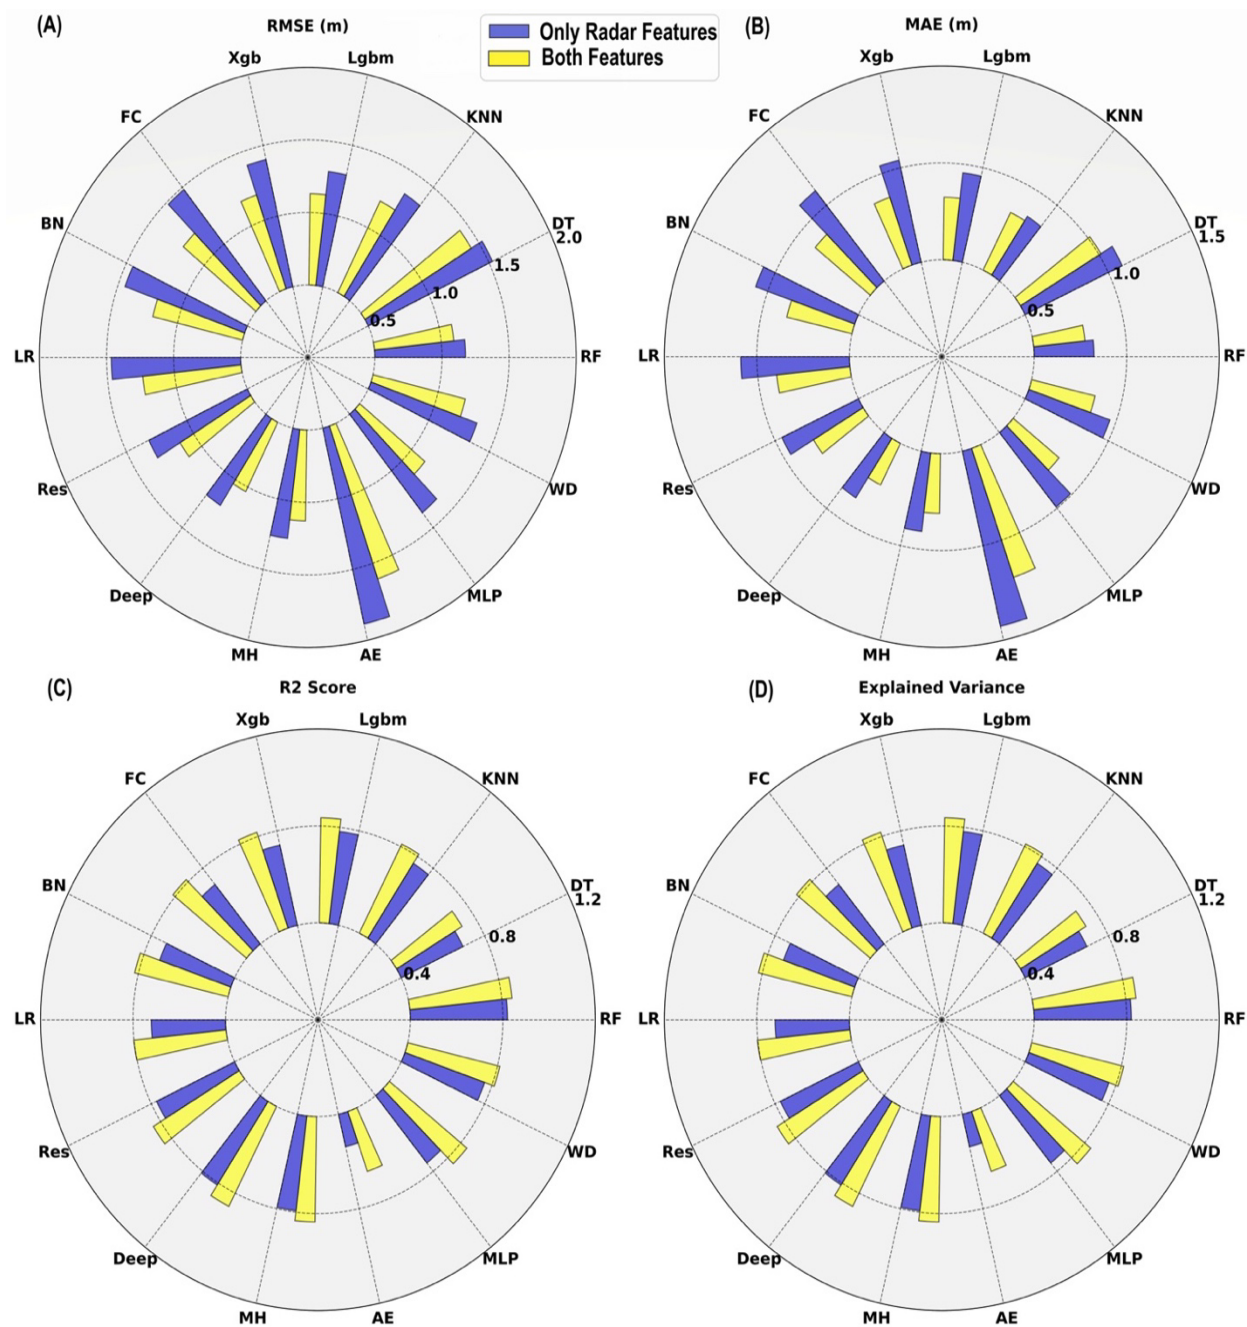 (A)
RMSE (m)
Only Radar Features
Both Features
(B)
MAE (m)
Xgb
Lgbm
FC
KNN
BN
DT
2.0
1.5
1.0
0.5
LR
RF
Res
WD
Deep
MLP
MH
AE
Xgb
Lgbm
FC
KNN
BN
DT
1.5
1.0
0.5
LR
RF
Res
WD
Deep
MLP
MH
AE
(C)
R2 Score
(D)
Explained Variance
Xgb
Lgbm
FC
KNN
BN
DT
1.2
0.8
0.4
LR
RF
Res
WD
Deep
MLP
MH
AE
Xgb
Lgbm
FC
KNN
BN
DT
1.2
0.8
0.4
LR
RF
Res
WD
Deep
MLP
MH
AE